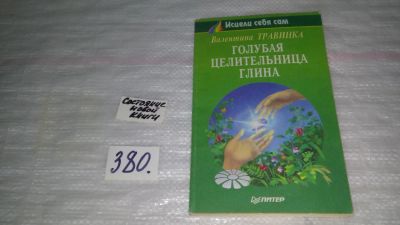 Исцели себя сам
Валентина ТРАВИНКА
ГОЛУБАЯ
ЦЕЛИТЕЛЬНИЦА
ГЛИНА
ПИТЕР
Состояние
новой
книги
380.